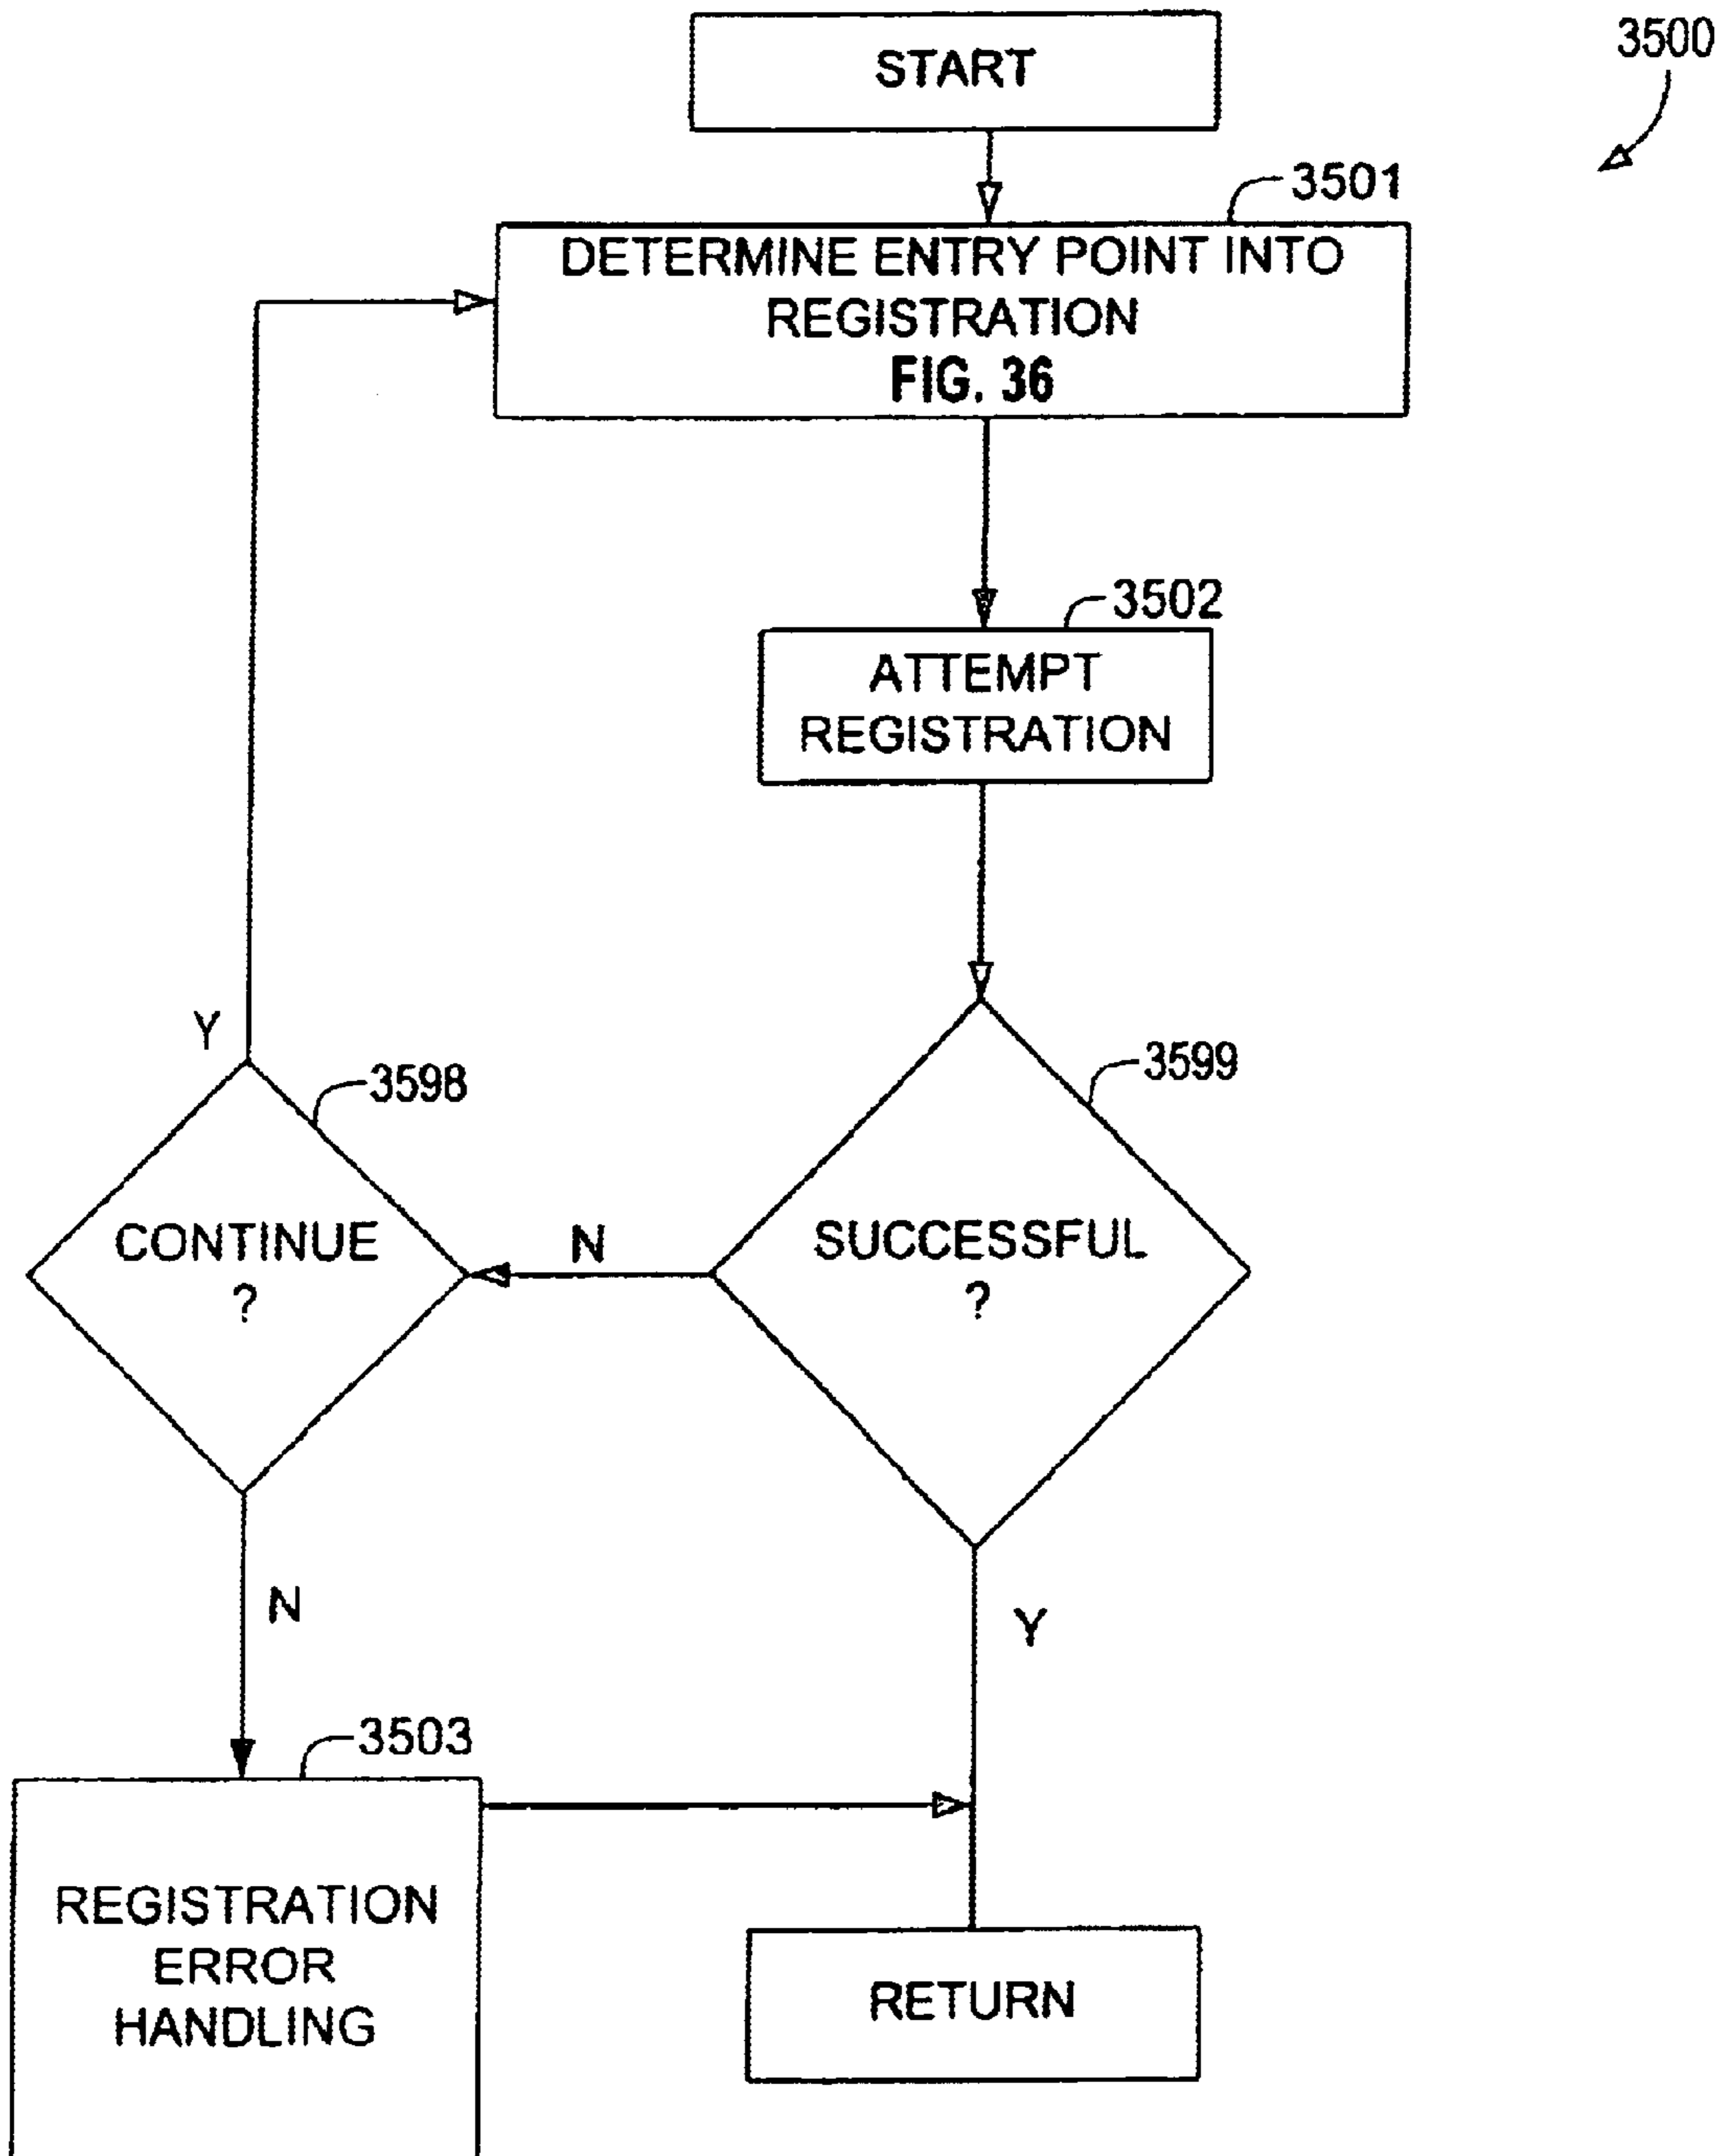 START
3500
3501
DETERMINE ENTRY POINT INTO
REGISTRATION
FIG. 36
3502
ATTEMPT
REGISTRATION
Y
3598
3599
CONTINUE
?
N
SUCCESSFUL
?
N
Y
3503
REGISTRATION
ERROR
HANDLING
RETURN